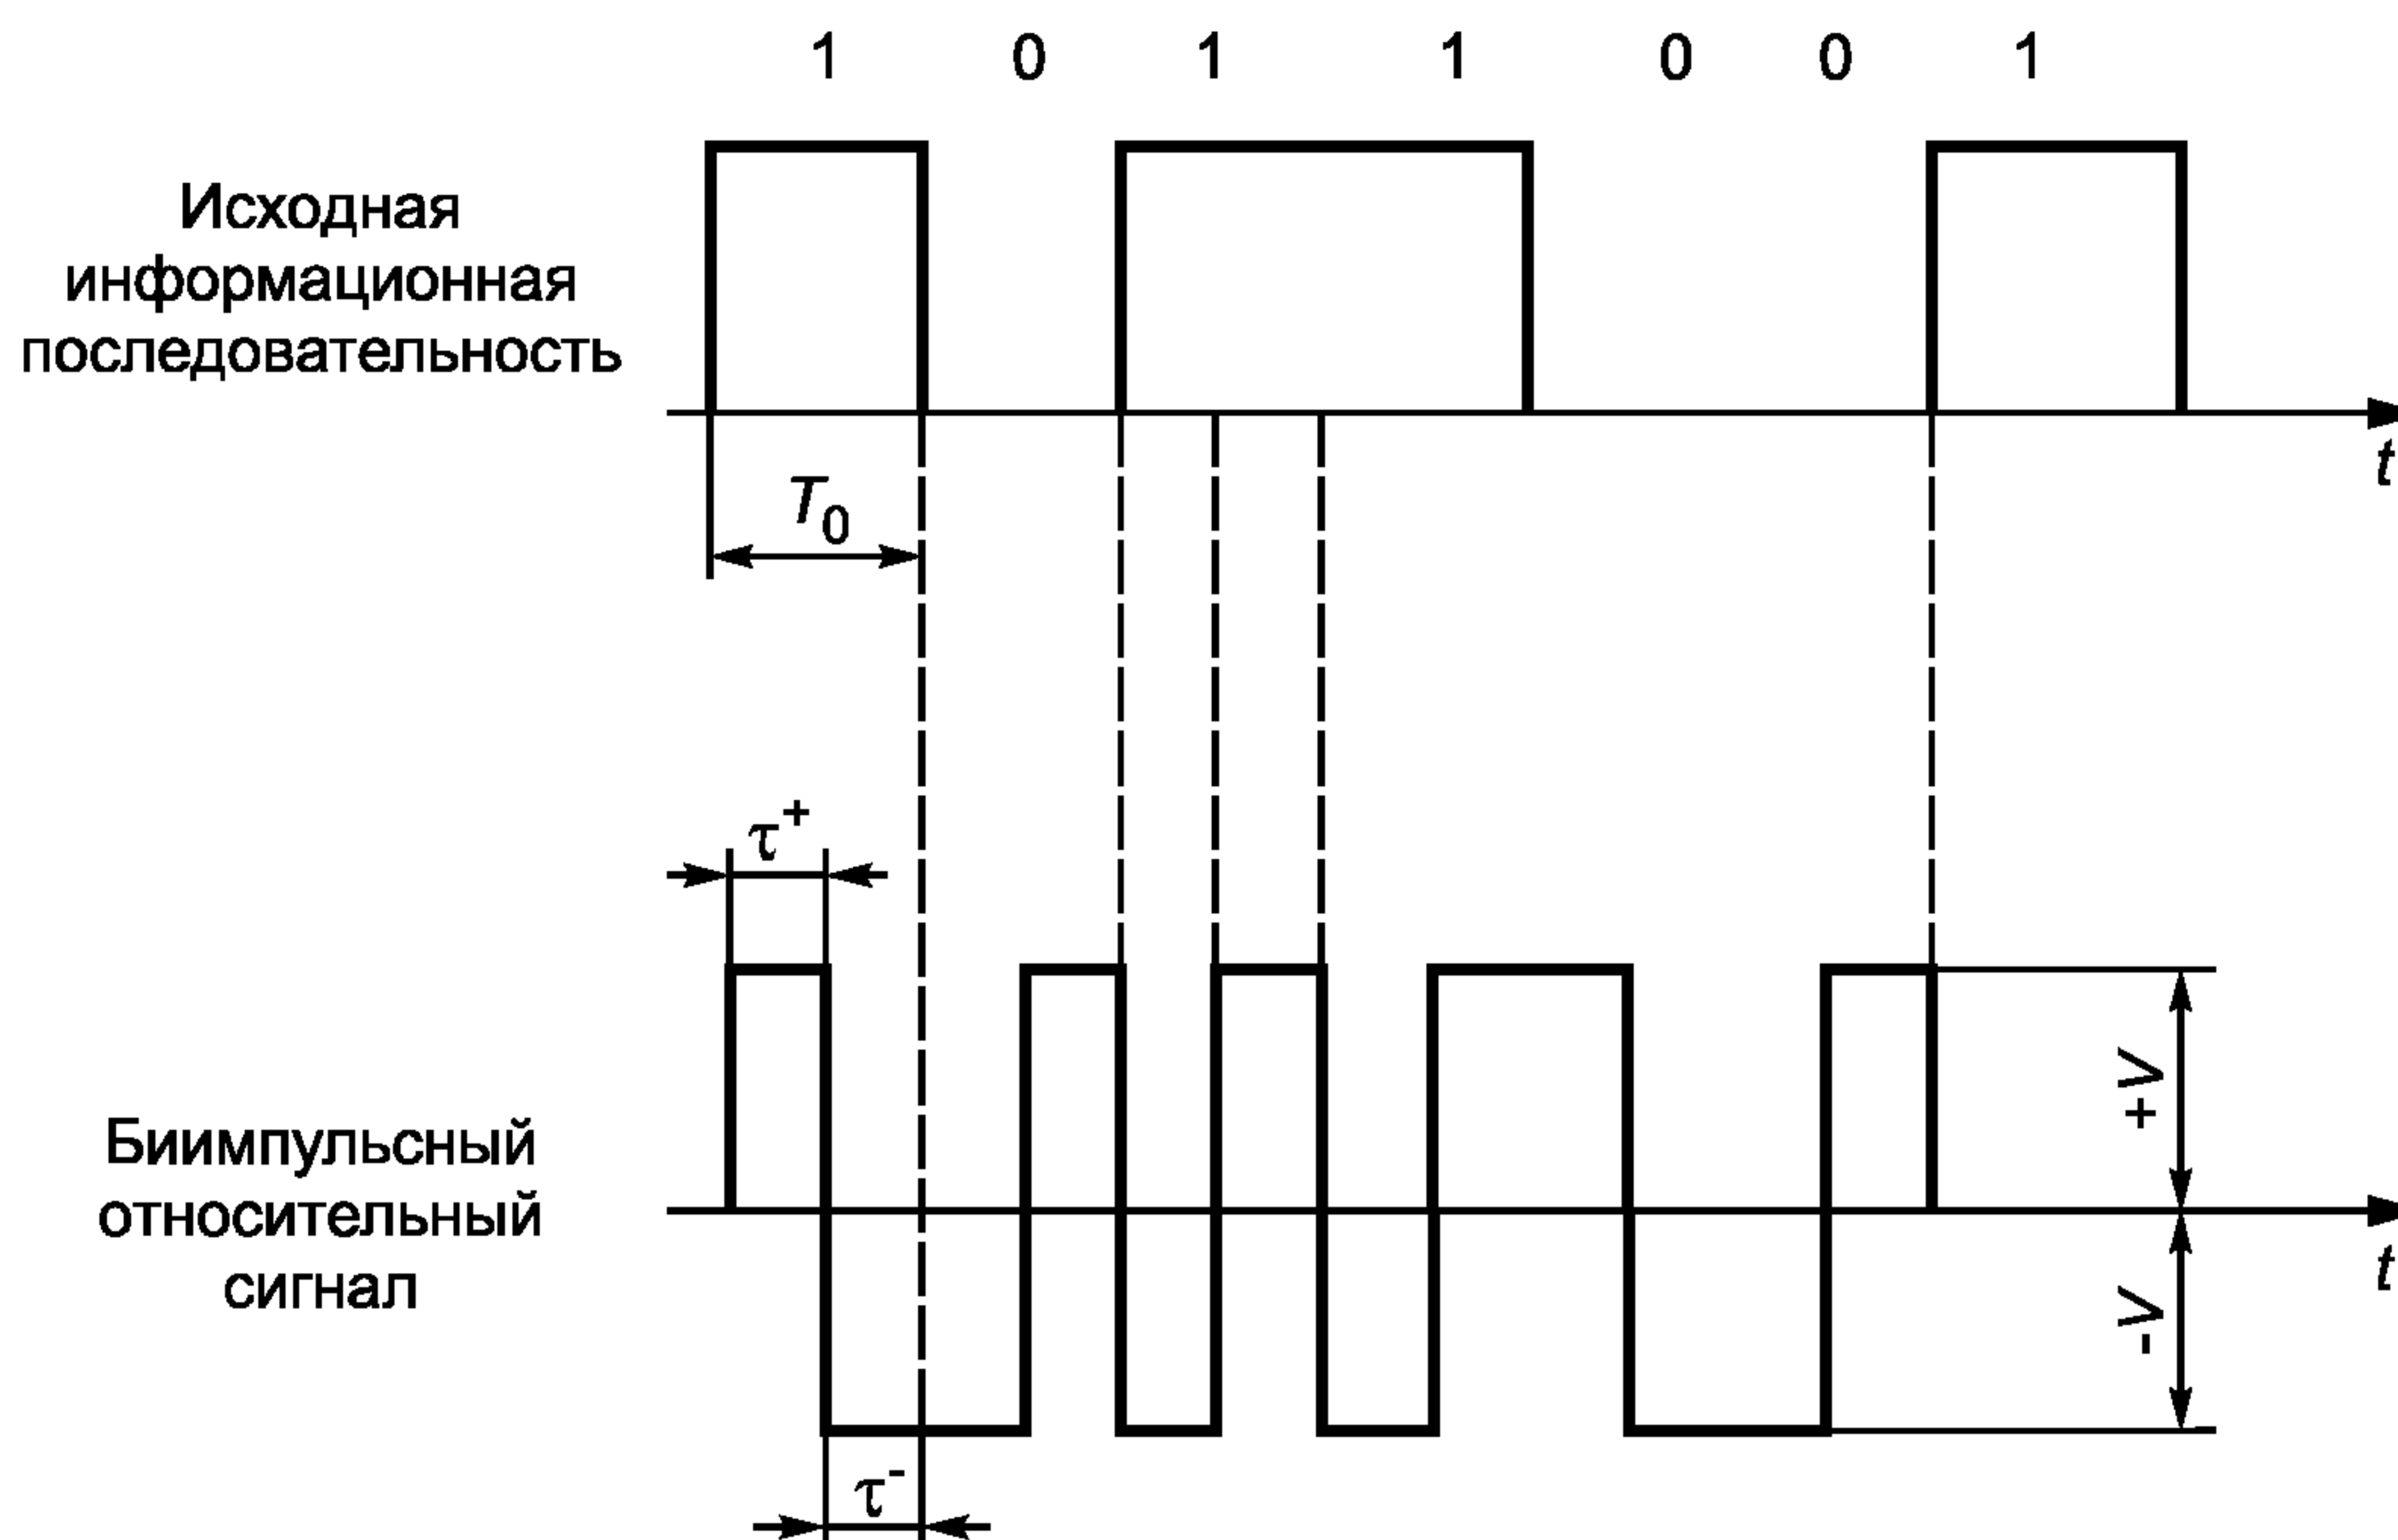 1 0 1 1 0 0 1
Исходная
информационная
последовательность
t
T0
τ+
+V
Биимпульсный
относительный
сигнал
t
-V
τ-